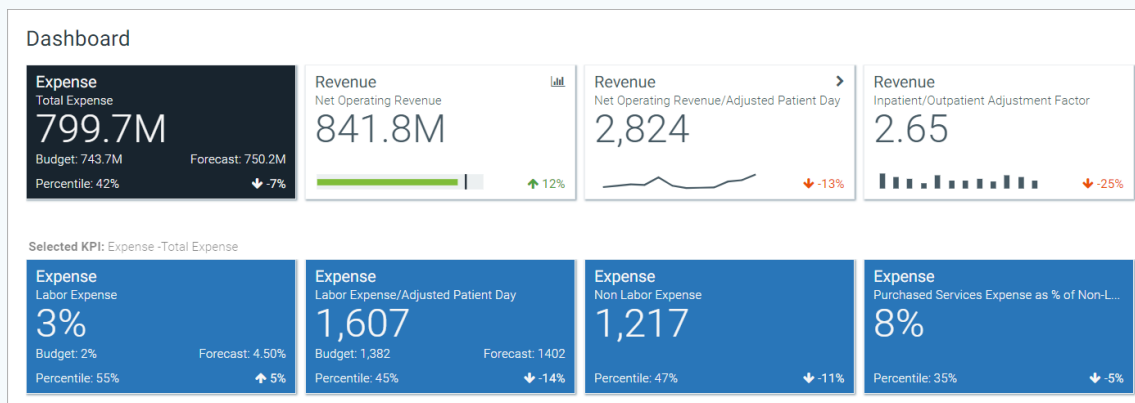 Dashboard
Expense
Total Expense
799.7M
Budget: 743.7M Forecast: 750.2M
Percentile: 42% -7%
Revenue
Net Operating Revenue
841.8M
12%
Revenue
Net Operating Revenue/Adjusted Patient Day
2,824
-13%
Revenue
Inpatient/Outpatient Adjustment Factor
2.65
-25%
Selected KPI: Expense -Total Expense
Expense
Labor Expense
3%
Budget: 2% Forecast: 4.50%
Percentile: 55% 5%
Expense
Labor Expense/Adjusted Patient Day
1,607
Budget: 1,382 Forecast: 1402
Percentile: 45% -14%
Expense
Non Labor Expense
1,217
Percentile: 47% -11%
Expense
Purchased Services Expense as % of Non-L...
8%
Percentile: 35% -5%